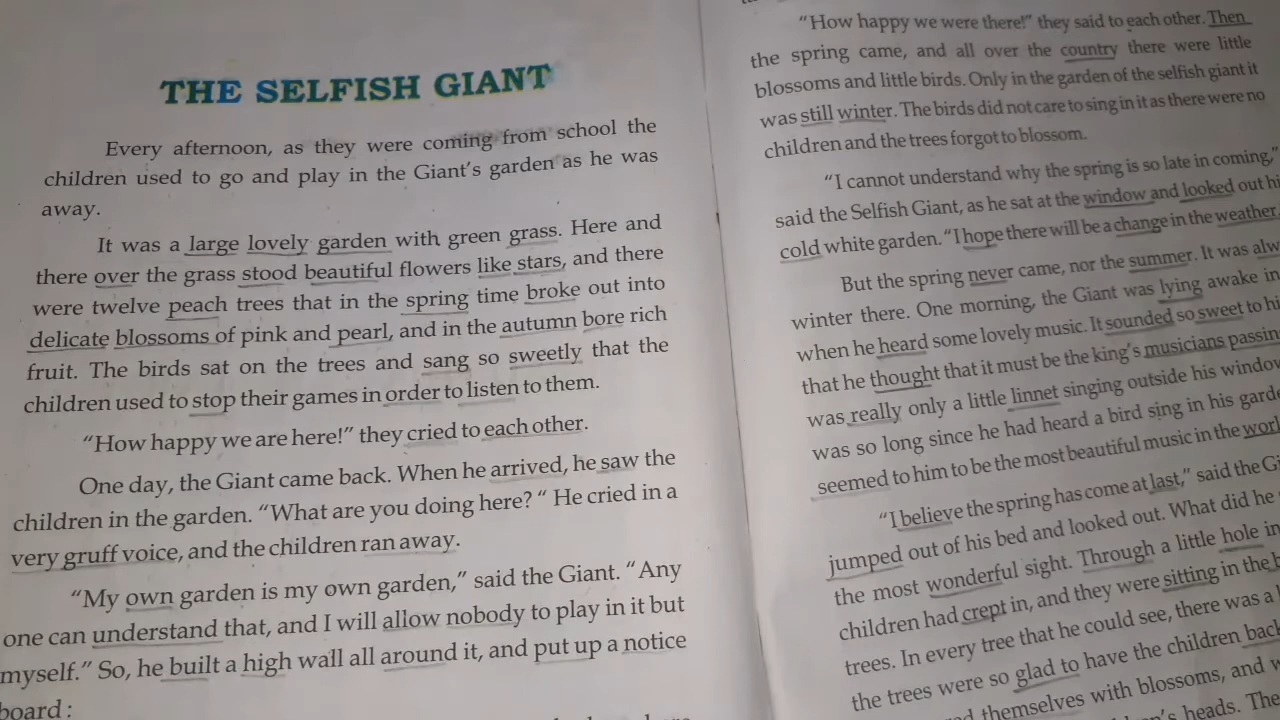 THE SELFISH GIANT
Every afternoon, as they were coming from school the
children used to go and play in the Giant's garden as he was
away.
It was a large lovely garden with green grass. Here and
there over the grass stood beautiful flowers like stars, and there
were twelve peach trees that in the spring time broke out into
delicate blossoms of pink and pearl, and in the autumn bore rich
fruit. The birds sat on the trees and sang so sweetly that the
children used to stop their games in order to listen to them.
"How happy we are here!" they cried to each other.
One day, the Giant came back. When he arrived, he saw the
children in the garden. "What are you doing here? " He cried in a
very gruff voice, and the children ran away.
"My own garden is my own garden," said the Giant. "Any
one can understand that, and I will allow nobody to play in it but
myself." So, he built a high wall all around it, and put up a notice
board :
"How happy we were there!" they said to each other. Then
the spring came, and all over the country there were little
blossoms and little birds. Only in the garden of the selfish giant it
was still winter. The birds did not care to sing in it as there were no
children and the trees forgot to blossom.
"I cannot understand why the spring is so late in coming,"
said the Selfish Giant, as he sat at the window and looked out hi
cold white garden. "I hope there will be a change in the weather.
But the spring never came, nor the summer. It was alw
winter there. One morning, the Giant was lying awake in
when he heard some lovely music. It sounded so sweet to hi
that he thought that it must be the king's musicians passin
was really only a little linnet singing outside his window
was so long since he had heard a bird sing in his garde
seemed to him to be the most beautiful music in the worl
"I believe the spring has come at last," said the Gi
jumped out of his bed and looked out. What did he
the most wonderful sight. Through a little hole in
children had crept in, and they were sitting in the b
trees. In every tree that he could see, there was a
the trees were so glad to have the children back
themselves with blossoms, and w
heads. The